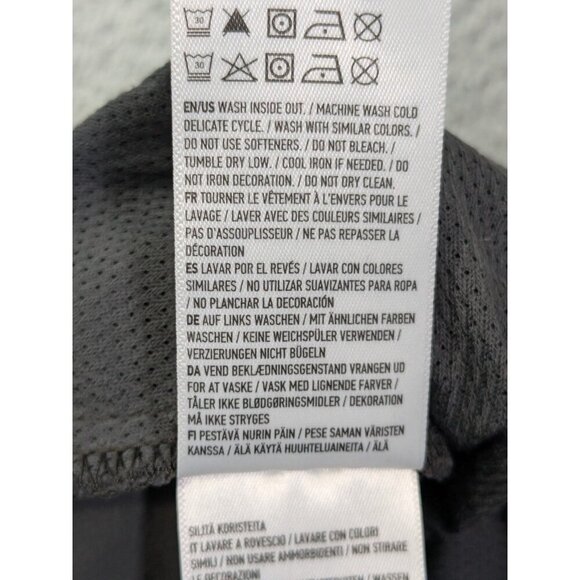 30
30
EN/US WASH INSIDE OUT. / MACHINE WASH COLD
DELICATE CYCLE. / WASH WITH SIMILAR COLORS. /
DO NOT USE SOFTENERS. / DO NOT BLEACH. /
TUMBLE DRY LOW. / COOL IRON IF NEEDED. / DO
NOT IRON DECORATION. / DO NOT DRY CLEAN.
FR TOURNER LE VÊTEMENT À L'ENVERS POUR LE
LAVAGE / LAVER AVEC DES COULEURS SIMILAIRES /
PAS D'ASSOUPLISSEUR / NE PAS REPASSER LA
DÉCORATION
ES LAVAR POR EL REVÉS / LAVAR CON COLORES
SIMILARES / NO UTILIZAR SUAVIZANTES PARA ROPA
/ NO PLANCHAR LA DECORACIÓN
DE AUF LINKS WASCHEN / MIT ÄHNLICHEN FARBEN
WASCHEN / KEINE WEICHSPÜLER VERWENDEN /
VERZIERUNGEN NICHT BÜGELN
DA VEND BEKLÆDNINGSGENSTAND VRANGEN UD
FOR AT VASKE / VASK MED LIGNENDE FARVER /
TÅLER IKKE BLØDGØRINGSMIDLER / DEKORATION
MÅ IKKE STRYGES
FI PESTÄVÄ NURIN PÄIN / PESE SAMAN VÄRISTEN
KANSSA / ÄLÄ KÄYTÄ HUUHTELUAINEITA / ÄLÄ
SILITÄ KORISTEITA
IT LAVARE A ROVESCIO / LAVARE CON COLORI
SIMILI / NON USARE AMMORBIDENTI / NON STIRARE
LE DECORAZIONI